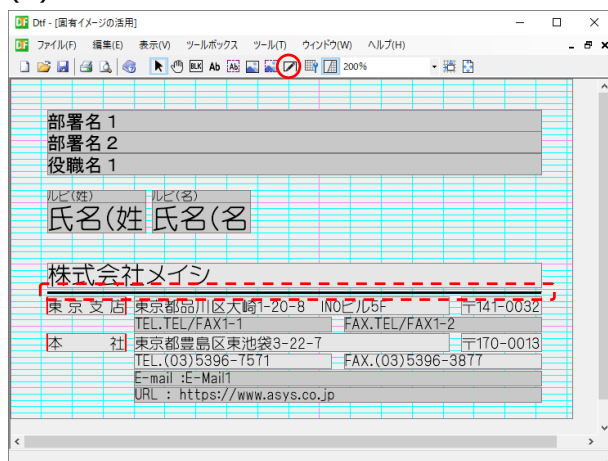 Dtf - [固有イメージの活用]
ファイル(F) 編集(E) 表示(V) ツールボックス ツール(T) ウィンドウ(W) ヘルプ(H)
BLK Ab Ab 200%
部署名1
部署名2
役職名1
ルビ(姓) ルビ(名)
氏名(姓 氏名(名
株式会社メイシ
東京支店 東京都品川区大崎1-20-8 INOビル5F 〒141-0032
TEL.TEL/FAX1-1 FAX.TEL/FAX1-2
本 社 東京都豊島区東池袋3-22-7 〒170-0013
TEL.(03)5396-7571 FAX.(03)5396-3877
E-mail :E-Mail1
URL : https://www.asys.co.jp